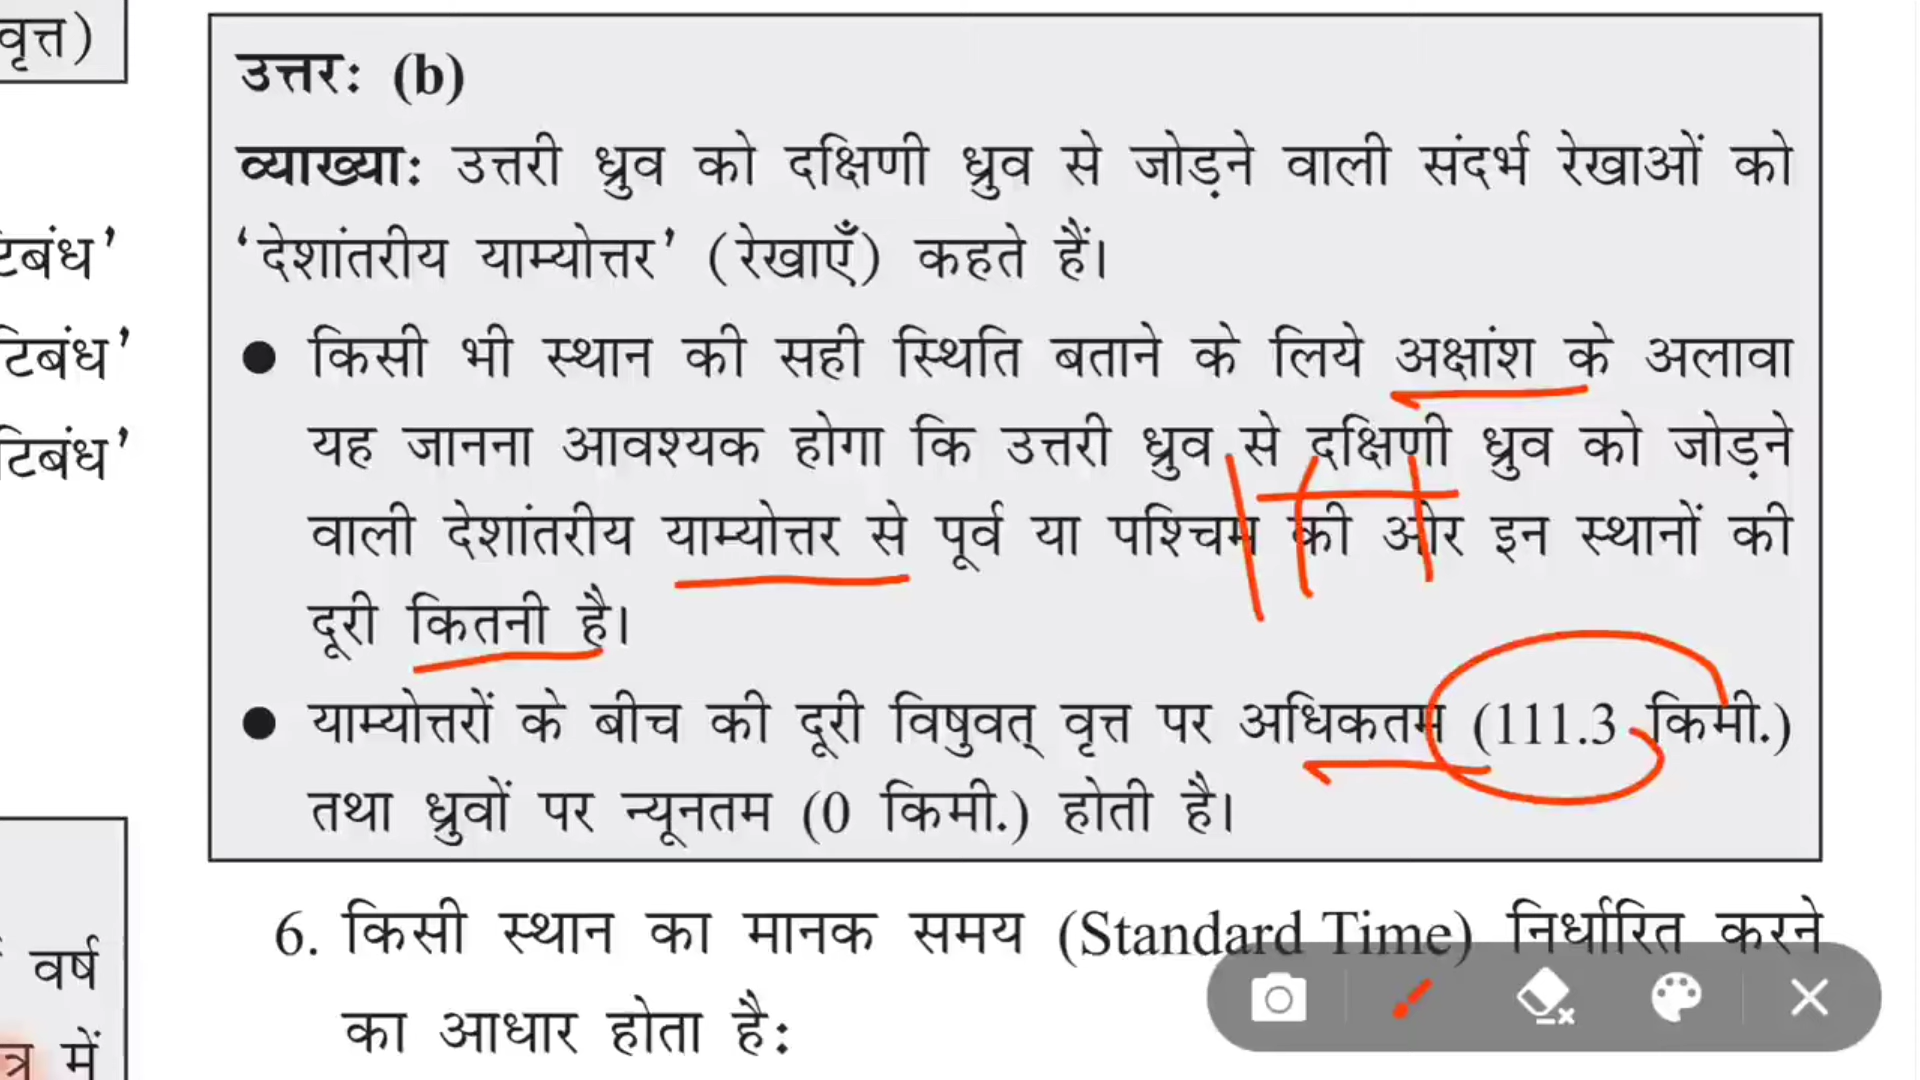 वृत्त)
टिबंध’
टिबंध’
टिबंध’
वर्ष
में
उत्तरः (b)
व्याख्याः उत्तरी ध्रुव को दक्षिणी ध्रुव से जोड़ने वाली संदर्भ रेखाओं को
‘देशांतरीय याम्योत्तर’ (रेखाएँ) कहते हैं।
● किसी भी स्थान की सही स्थिति बताने के लिये अक्षांश के अलावा
यह जानना आवश्यक होगा कि उत्तरी ध्रुव से दक्षिणी ध्रुव को जोड़ने
वाली देशांतरीय याम्योत्तर से पूर्व या पश्चिम की ओर इन स्थानों की
दूरी कितनी है।
● याम्योत्तरों के बीच की दूरी विषुवत् वृत्त पर अधिकतम (111.3 किमी.)
तथा ध्रुवों पर न्यूनतम (0 किमी.) होती है।
6. किसी स्थान का मानक समय (Standard Time) निर्धारित करने
का आधार होता है: